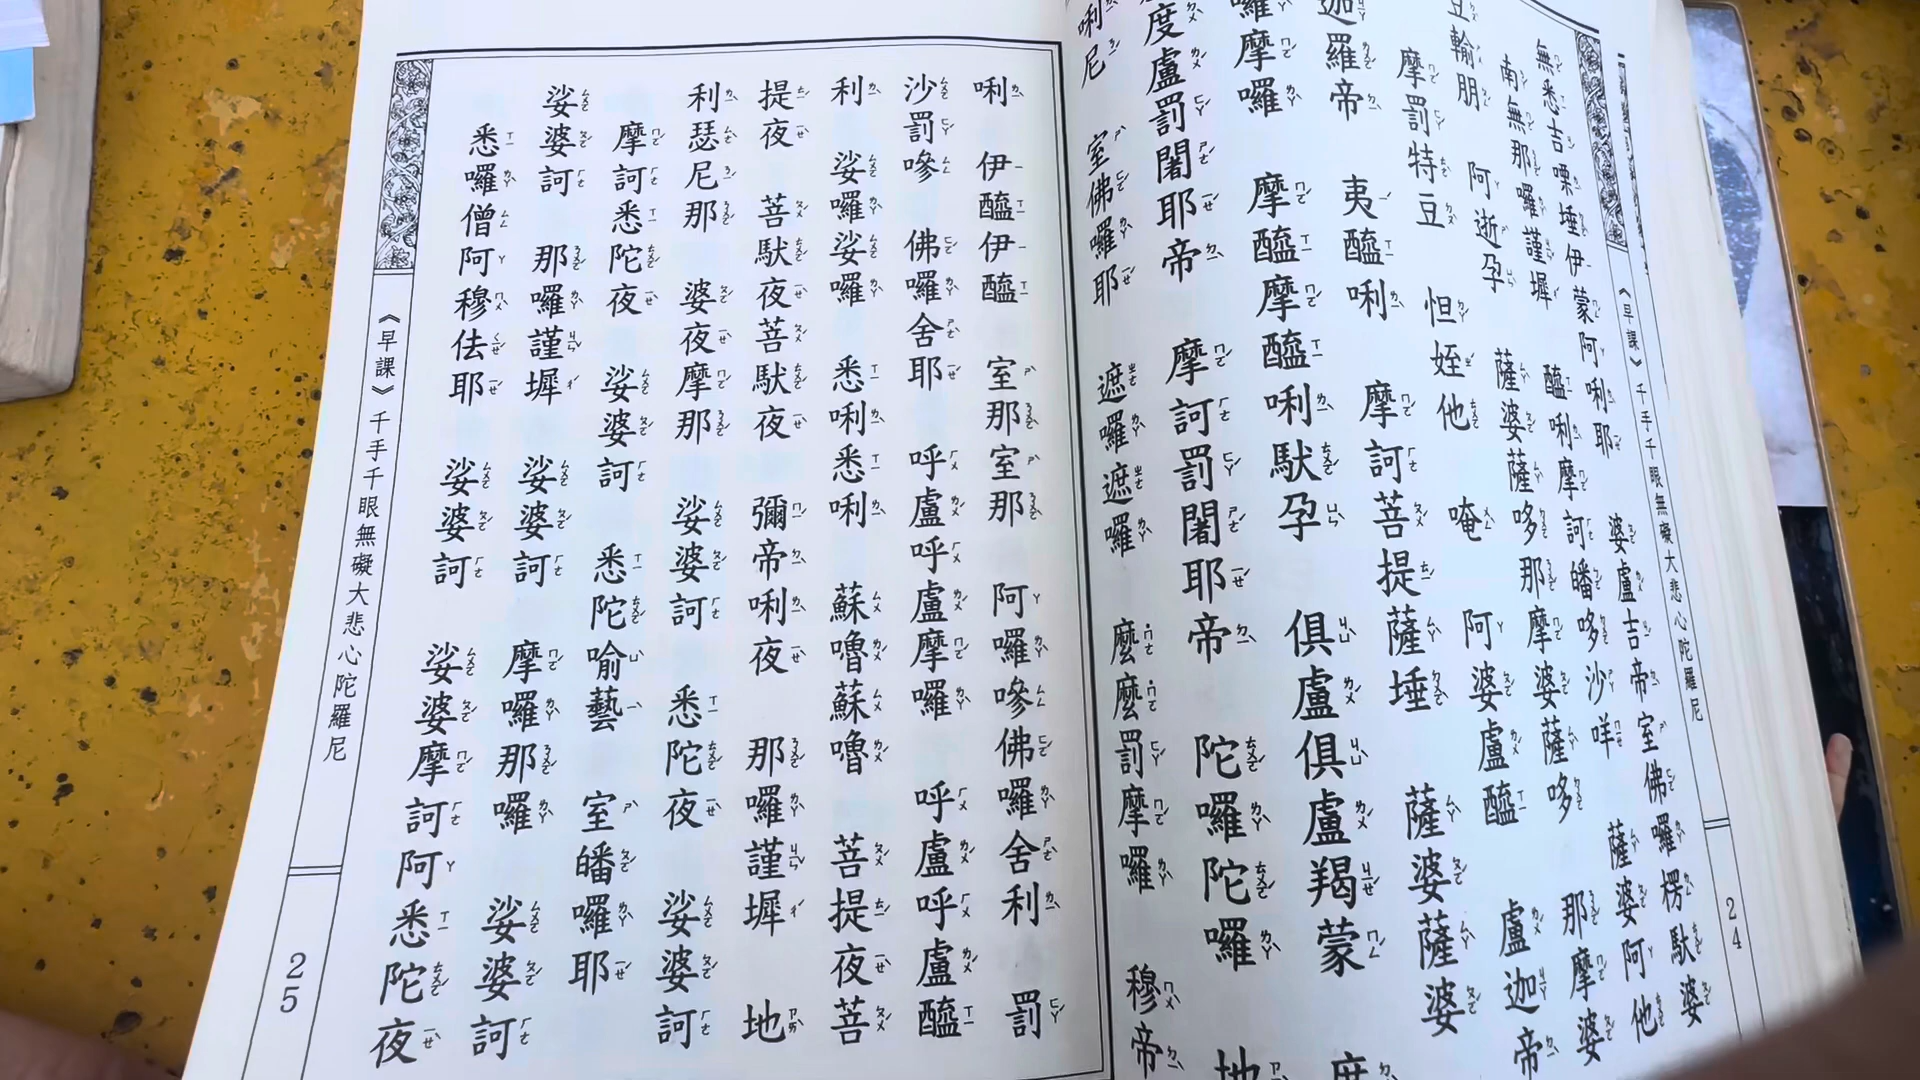 《早課》 千手千眼無礙大悲心陀羅尼 24
無悉吉嘌埵伊蒙阿唎耶 婆盧吉帝室佛囉楞馱婆
南無那囉謹墀 醯唎摩訶皤哆沙咩 薩婆阿他
豆輸朋 阿逝孕 薩婆薩哆那摩婆薩哆 那摩婆
摩罰特豆 怛姪他 唵 阿婆盧醯 盧迦帝
迦羅帝 夷醯唎 摩訶菩提薩埵 薩婆薩婆
囉摩囉 摩醯摩醯唎馱孕 俱盧俱盧羯蒙 度
度盧罰闍耶帝 摩訶罰闍耶帝 陀囉陀囉 地
唎尼 室佛囉耶 遮囉遮囉 麼麼罰摩囉 穆帝
唎 伊醯伊醯 室那室那 阿囉嘇佛囉舍利 罰
沙罰嘇 佛囉舍耶 呼盧呼盧摩囉 呼盧呼盧醯
利 娑囉娑囉 悉唎悉唎 蘇嚕蘇嚕 菩提夜菩
提夜 菩馱夜菩馱夜 彌帝唎夜 那囉謹墀 地
利瑟尼那 婆夜摩那 娑婆訶 悉陀夜 娑婆訶
摩訶悉陀夜 娑婆訶 悉陀喻藝 室皤囉耶
娑婆訶 那囉謹墀 娑婆訶 摩囉那囉 娑婆訶
悉囉僧阿穆佉耶 娑婆訶 娑婆摩訶阿悉陀夜
《早課》 千手千眼無礙大悲心陀羅尼 25